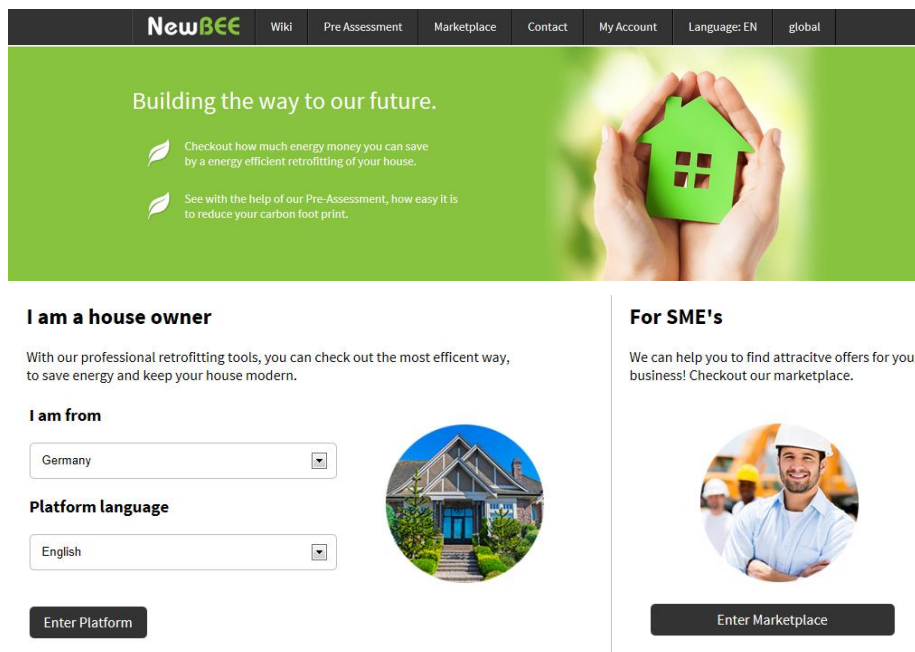 NewBEE Wiki Pre Assessment Marketplace Contact My Account Language: EN global
Building the way to our future.
Checkout how much energy money you can save
by a energy efficient retrofitting of your house.
See with the help of our Pre-Assessment, how easy it is
to reduce your carbon foot print.
I am a house owner
With our professional retrofitting tools, you can check out the most efficent way,
to save energy and keep your house modern.
I am from
Germany
Platform language
English
Enter Platform
For SME's
We can help you to find attracitve offers for you
business! Checkout our marketplace.
Enter Marketplace